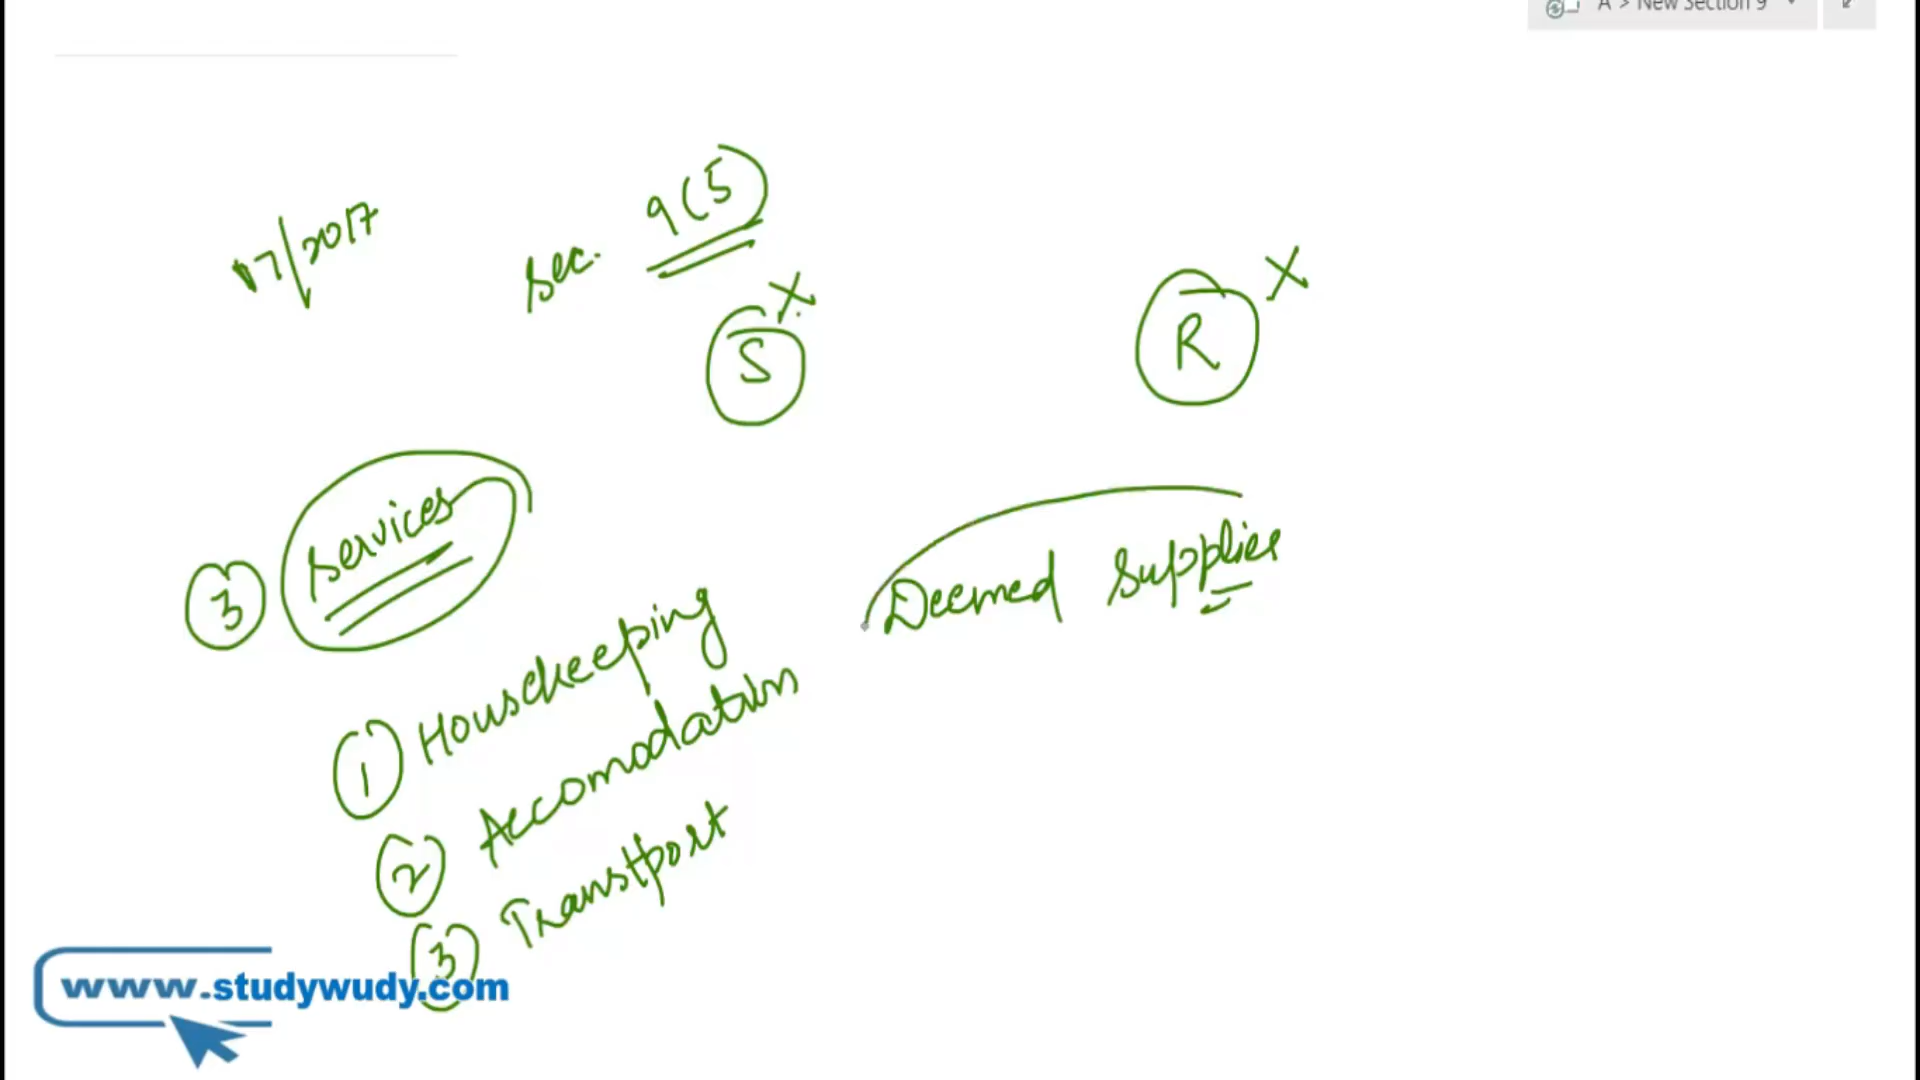 A > New Section 9
17/2017 sec. 9(5)
X
S
X
R
3 services
Deemed supplies
1 Housekeeping
2 Accomodation
3 Transport
www.studywudy.com